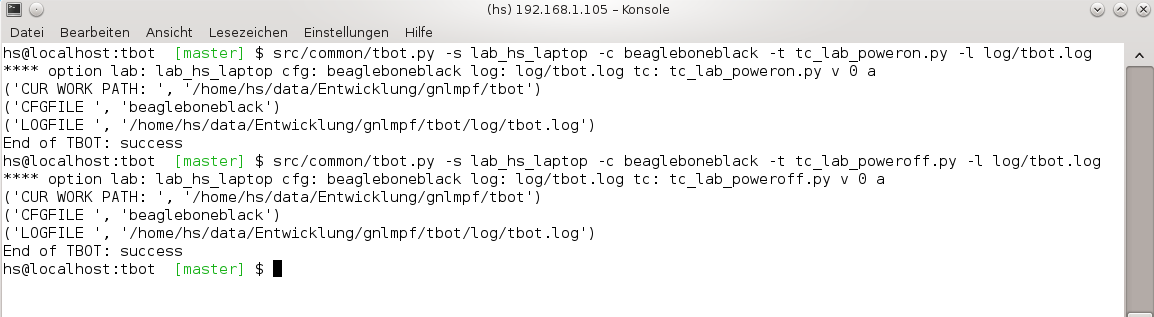 (hs) 192.168.1.105 – Konsole
Datei Bearbeiten Ansicht Lesezeichen Einstellungen Hilfe
hs@localhost:tbot [master] $ src/common/tbot.py -s lab_hs_laptop -c beagleboneblack -t tc_lab_poweron.py -l log/tbot.log
**** option lab: lab_hs_laptop cfg: beagleboneblack log: log/tbot.log tc: tc_lab_poweron.py v 0 a
('CUR WORK PATH: ', '/home/hs/data/Entwicklung/gnlmpf/tbot')
('CFGFILE ', 'beagleboneblack')
('LOGFILE ', '/home/hs/data/Entwicklung/gnlmpf/tbot/log/tbot.log')
End of TBOT: success
hs@localhost:tbot [master] $ src/common/tbot.py -s lab_hs_laptop -c beagleboneblack -t tc_lab_poweroff.py -l log/tbot.log
**** option lab: lab_hs_laptop cfg: beagleboneblack log: log/tbot.log tc: tc_lab_poweroff.py v 0 a
('CUR WORK PATH: ', '/home/hs/data/Entwicklung/gnlmpf/tbot')
('CFGFILE ', 'beagleboneblack')
('LOGFILE ', '/home/hs/data/Entwicklung/gnlmpf/tbot/log/tbot.log')
End of TBOT: success
hs@localhost:tbot [master] $